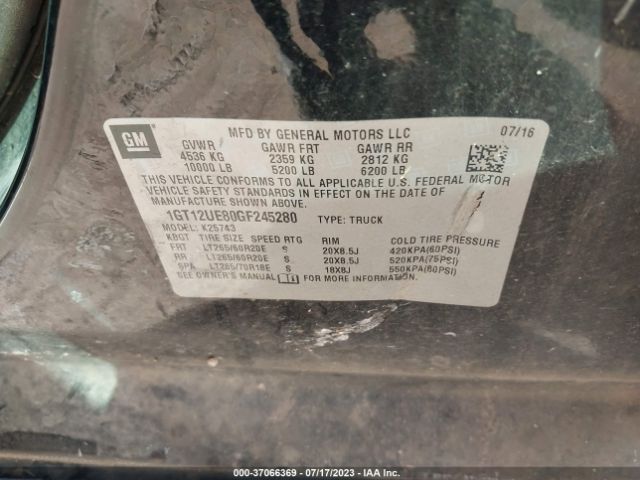 GM
MFD BY GENERAL MOTORS LLC 07/16
GVWR GAWR FRT GAWR RR
4536 KG 2359 KG 2812 KG
10000 LB 5200 LB 6200 LB
THIS VEHICLE CONFORMS TO ALL APPLICABLE U.S. FEDERAL MOTOR
VEHICLE SAFETY STANDARDS IN EFFECT ON THE DATE OF
MANUFACTURE SHOWN ABOVE.
1GT12UE80GF245280 TYPE: TRUCK
MODEL: K25743
KBGT TIRE SIZE SPEED RTG RIM COLD TIRE PRESSURE
FRT LT265/60R20E S 20X8.5J 420KPA(60PSI)
RR LT265/60R20E S 20X8.5J 520KPA(75PSI)
SPA LT265/70R18E S 18X8J 550KPA(80PSI)
SEE OWNER'S MANUAL FOR MORE INFORMATION
000-37066369 - 07/17/2023 - IAA Inc.